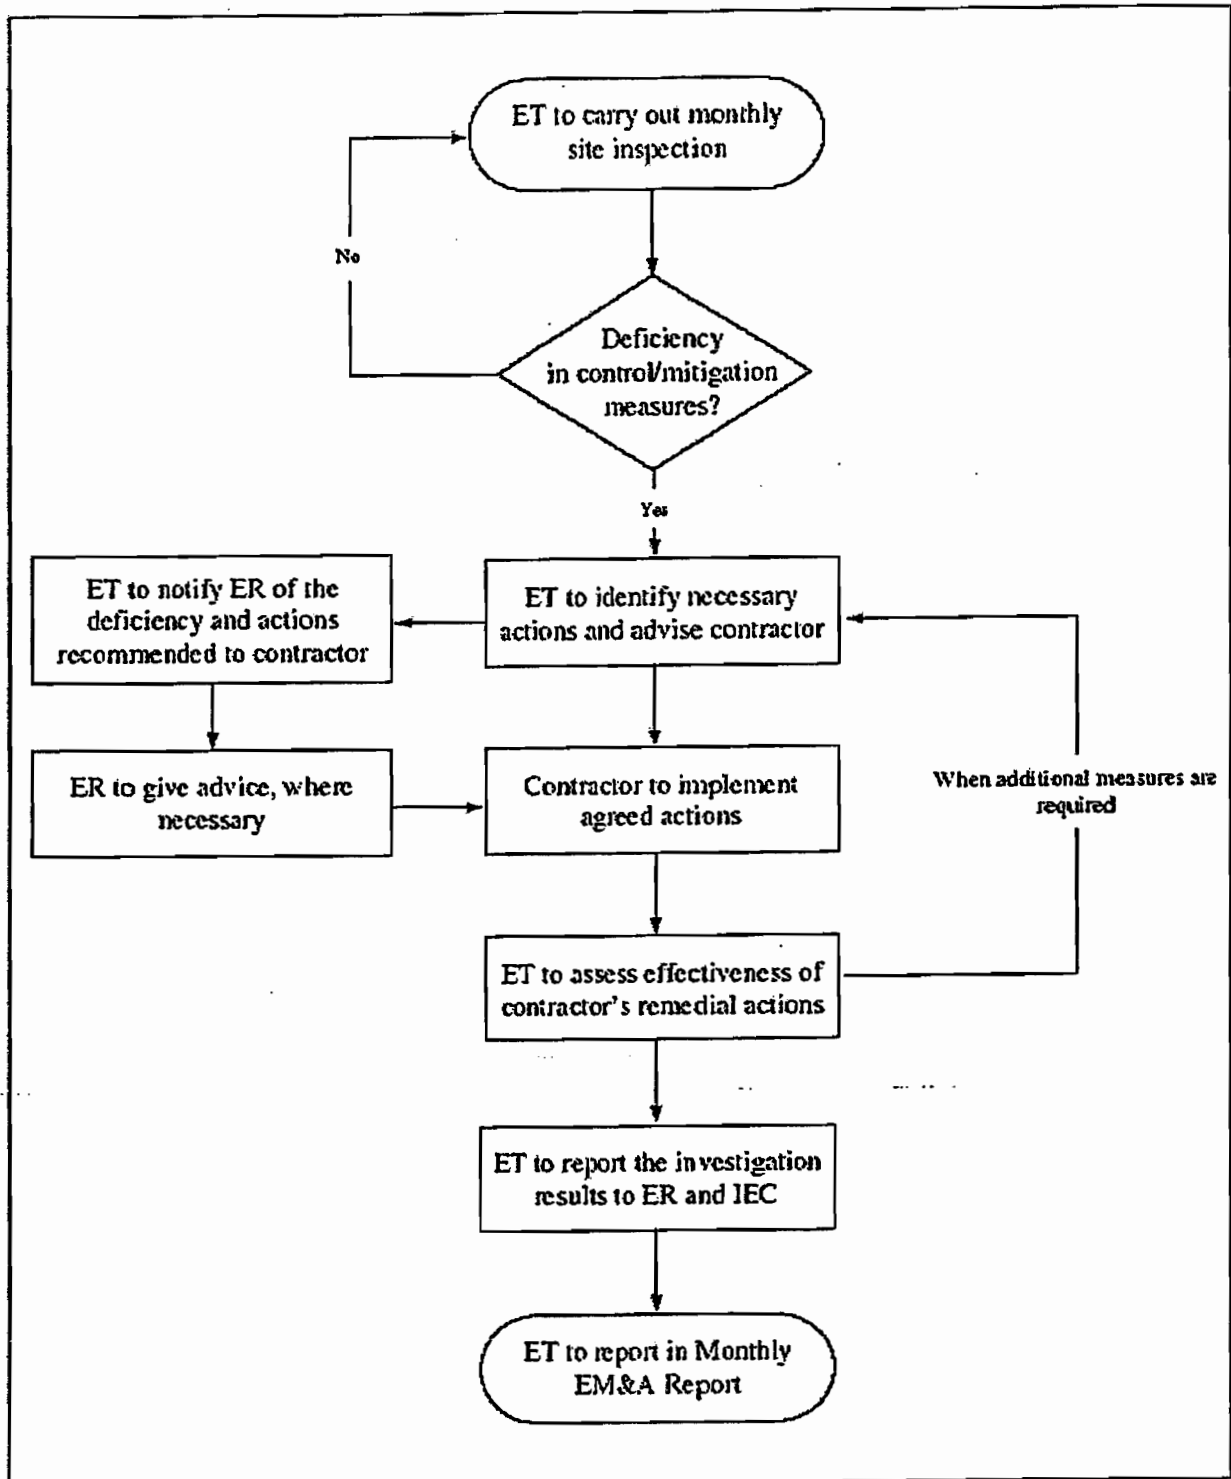 ET to carry out monthly
site inspection
No
Deficiency
in control/mitigation
measures?
Yes
ET to notify ER of the
deficiency and actions
recommended to contractor
ET to identify necessary
actions and advise contractor
ER to give advice, where
necessary
Contractor to implement
agreed actions
When additional measures are
required
ET to assess effectiveness of
contractor's remedial actions
ET to report the investigation
results to ER and IEC
ET to report in Monthly
EM&A Report